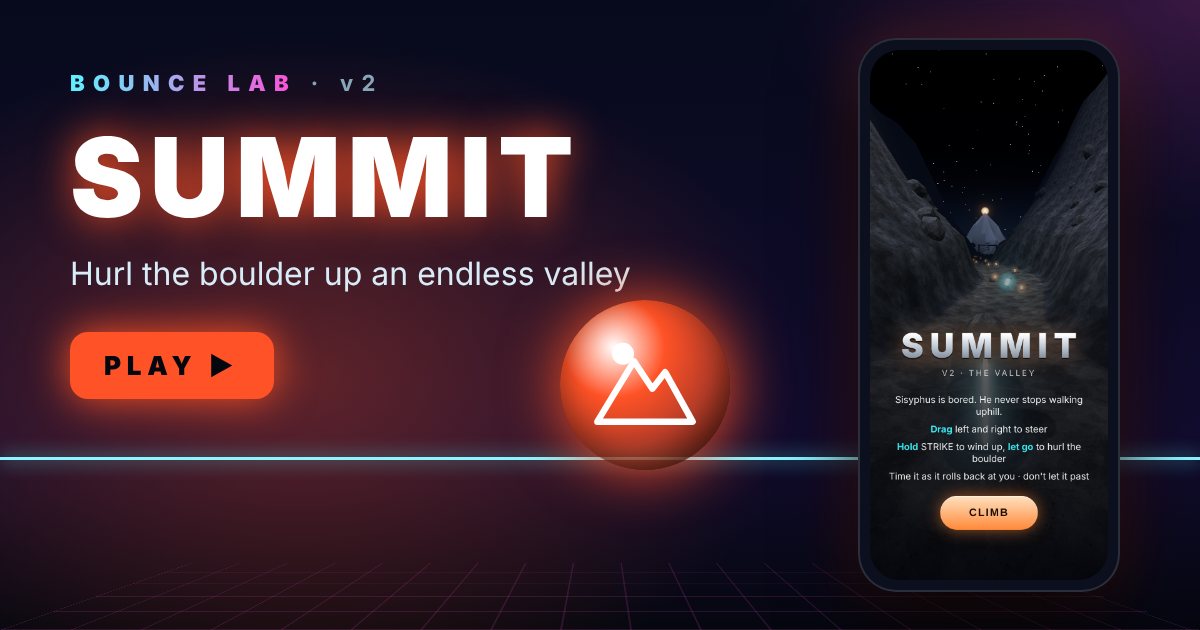 BOUNCE LAB · v2
SUMMIT
Hurl the boulder up an endless valley
PLAY ▶
SUMMIT
V2 · THE VALLEY
Sisyphus is bored. He never stops walking
uphill.
Drag left and right to steer
Hold STRIKE to wind up, let go to hurl the
boulder
Time it as it rolls back at you · don't let it past
CLIMB